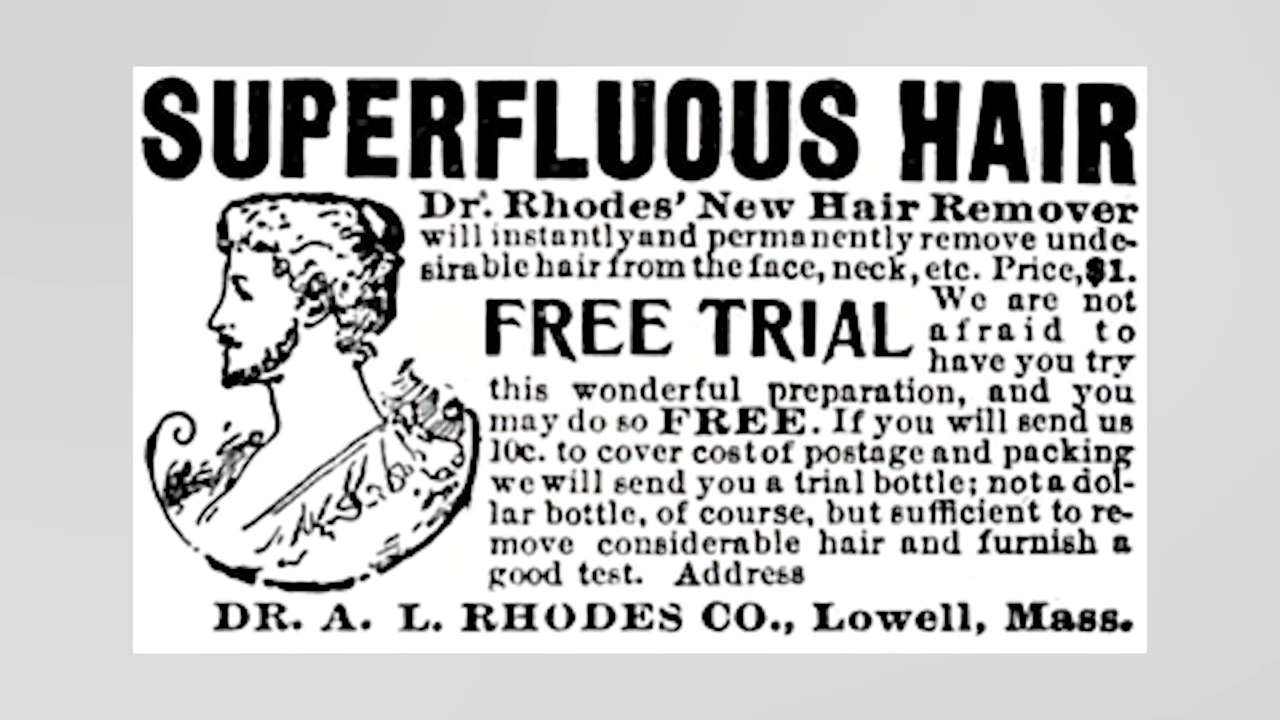 SUPERFLUOUS HAIR
Dr. Rhodes' New Hair Remover
will instantly and permanently remove unde-
sirable hair from the face, neck, etc. Price, $1.
FREE TRIAL
We are not
afraid to
have you try
this wonderful preparation, and you
may do so FREE. If you will send us
10c. to cover cost of postage and packing
we will send you a trial bottle; not a dol-
lar bottle, of course, but sufficient to re-
move considerable hair and furnish a
good test. Address
DR. A. L. RHODES CO., Lowell, Mass.